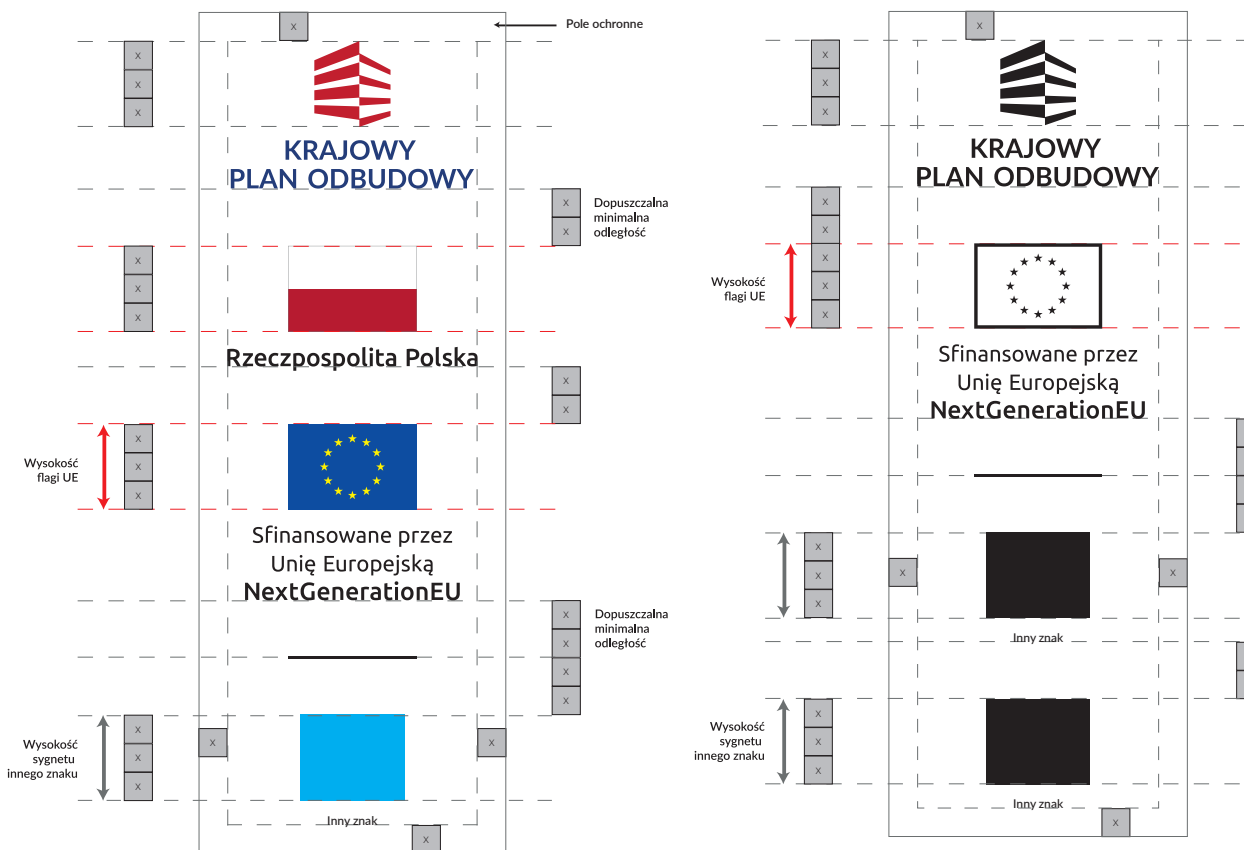 x
Pole ochronne
x
x
x
x
KRAJOWY
PLAN ODBUDOWY
x
x
Dopuszczalna
minimalna
odległość
x
x
x
Rzeczpospolita Polska
x
x
Wysokość
flagi UE
x
x
x
Sfinansowane przez
Unię Europejską
NextGenerationEU
x
x
x
x
Dopuszczalna
minimalna
odległość
Wysokość
sygnetu
innego znaku
x
x
x
x
x
Inny znak
x
x
x
x
x
KRAJOWY
PLAN ODBUDOWY
x
x
x
x
x
Wysokość
flagi UE
Sfinansowane przez
Unię Europejską
NextGenerationEU
x
x
x
x
x
Inny znak
Wysokość
sygnetu
innego znaku
x
x
x
Inny znak
x